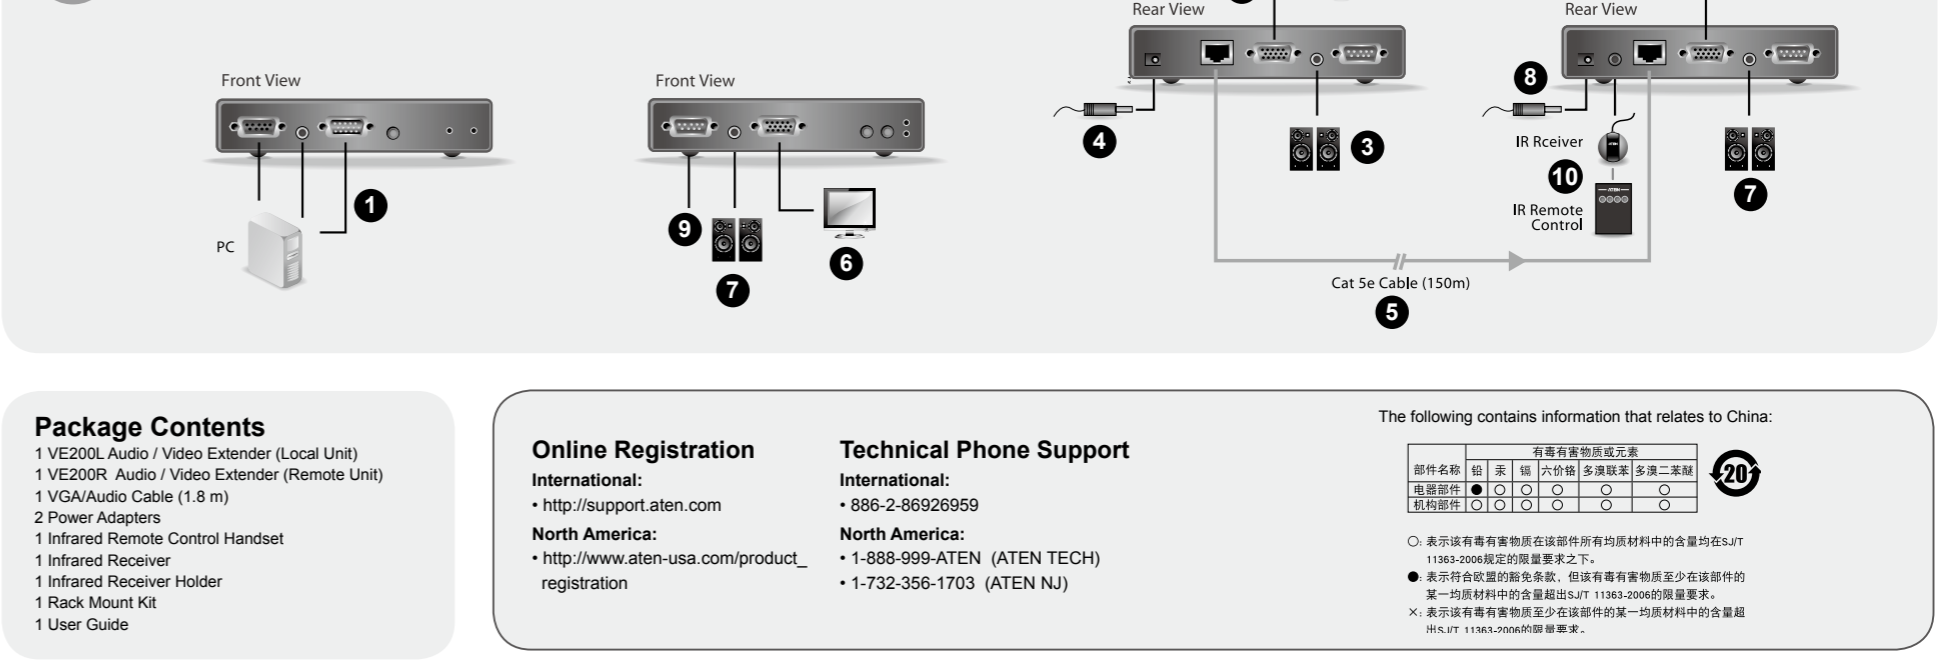 Rear View
Rear View
Front View
Front View
8
4
3
IR Rceiver
ATEN
10
ATEN
7
1
PC
9
IR Remote
Control
6
7
Cat 5e Cable (150m)
5
Package Contents
1 VE200L Audio / Video Extender (Local Unit)
1 VE200R Audio / Video Extender (Remote Unit)
1 VGA/Audio Cable (1.8 m)
2 Power Adapters
1 Infrared Remote Control Handset
1 Infrared Receiver
1 Infrared Receiver Holder
1 Rack Mount Kit
1 User Guide
Online Registration
International:
• http://support.aten.com
North America:
• http://www.aten-usa.com/product_
registration
Technical Phone Support
International:
• 886-2-86926959
North America:
• 1-888-999-ATEN (ATEN TECH)
• 1-732-356-1703 (ATEN NJ)
The following contains information that relates to China:
有毒有害物质或元素
部件名称 铅 汞 镉 六价铬 多溴联苯 多溴二苯醚
电器部件 ● ○ ○ ○ ○ ○
机构部件 ○ ○ ○ ○ ○ ○
20
○: 表示该有毒有害物质在该部件所有均质材料中的含量均在SJ/T
11363-2006规定的限量要求之下。
●: 表示符合欧盟的豁免条款，但该有毒有害物质至少在该部件的
某一均质材料中的含量超出SJ/T 11363-2006的限量要求。
×: 表示该有毒有害物质至少在该部件的某一均质材料中的含量超
出SJ/T 11363-2006的限量要求。